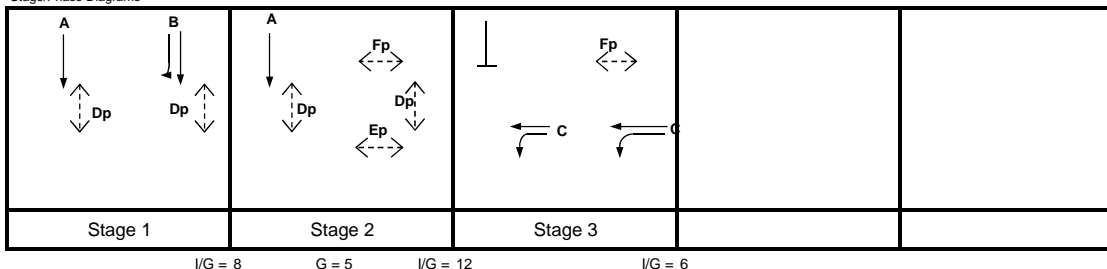 Stage/Phase Diagrams
A B A Fp Fp
Dp Dp Dp Dp
Ep C C
Stage 1 Stage 2 Stage 3
I/G = 8 G = 5 I/G = 12 I/G = 6